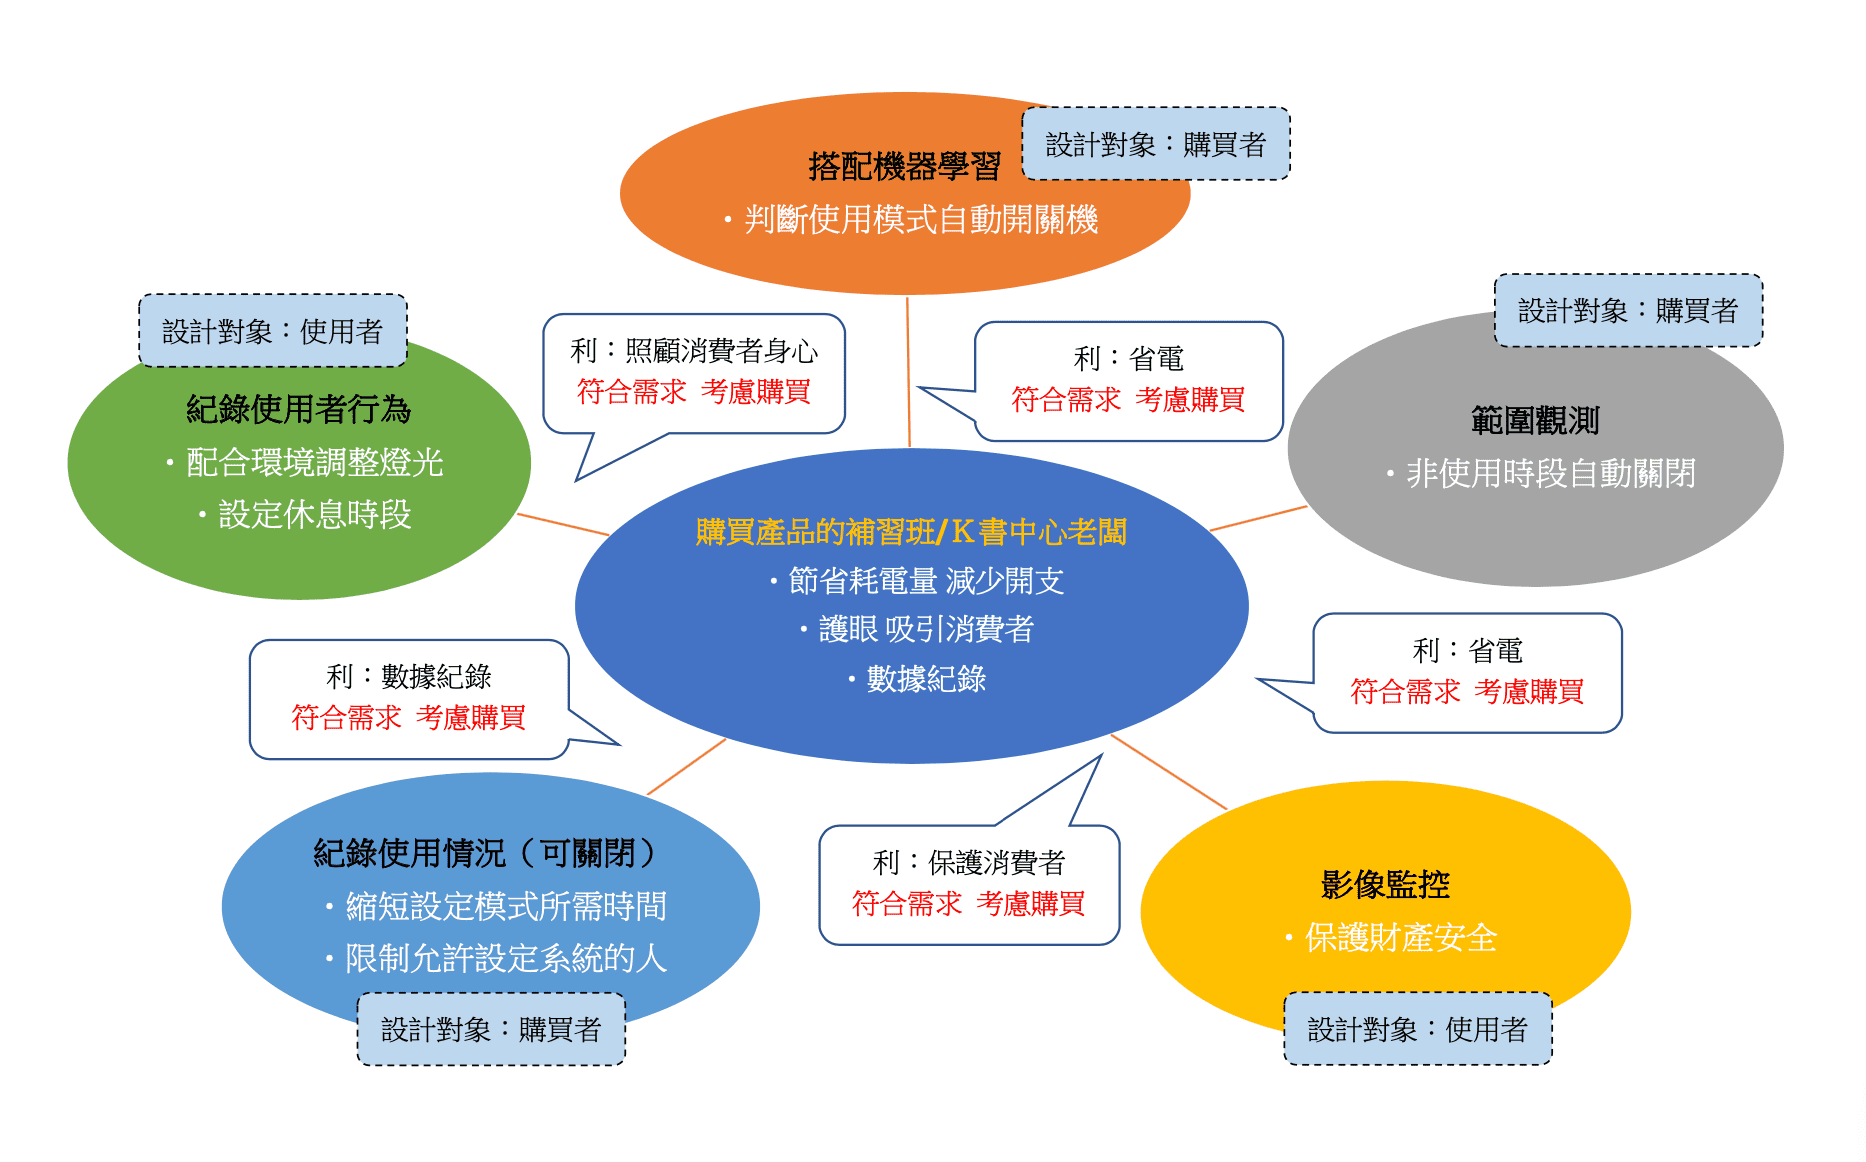 設計對象：購買者
搭配機器學習
・判斷使用模式自動開關機
設計對象：使用者
紀錄使用者行為
・配合環境調整燈光
・設定休息時段
利：照顧消費者身心
符合需求 考慮購買
利：省電
符合需求 考慮購買
設計對象：購買者
範圍觀測
・非使用時段自動關閉
購買產品的補習班/K書中心老闆
・節省耗電量 減少開支
・護眼 吸引消費者
・數據紀錄
利：數據紀錄
符合需求 考慮購買
利：省電
符合需求 考慮購買
紀錄使用情況（可關閉）
・縮短設定模式所需時間
・限制允許設定系統的人
設計對象：購買者
利：保護消費者
符合需求 考慮購買
影像監控
・保護財產安全
設計對象：使用者